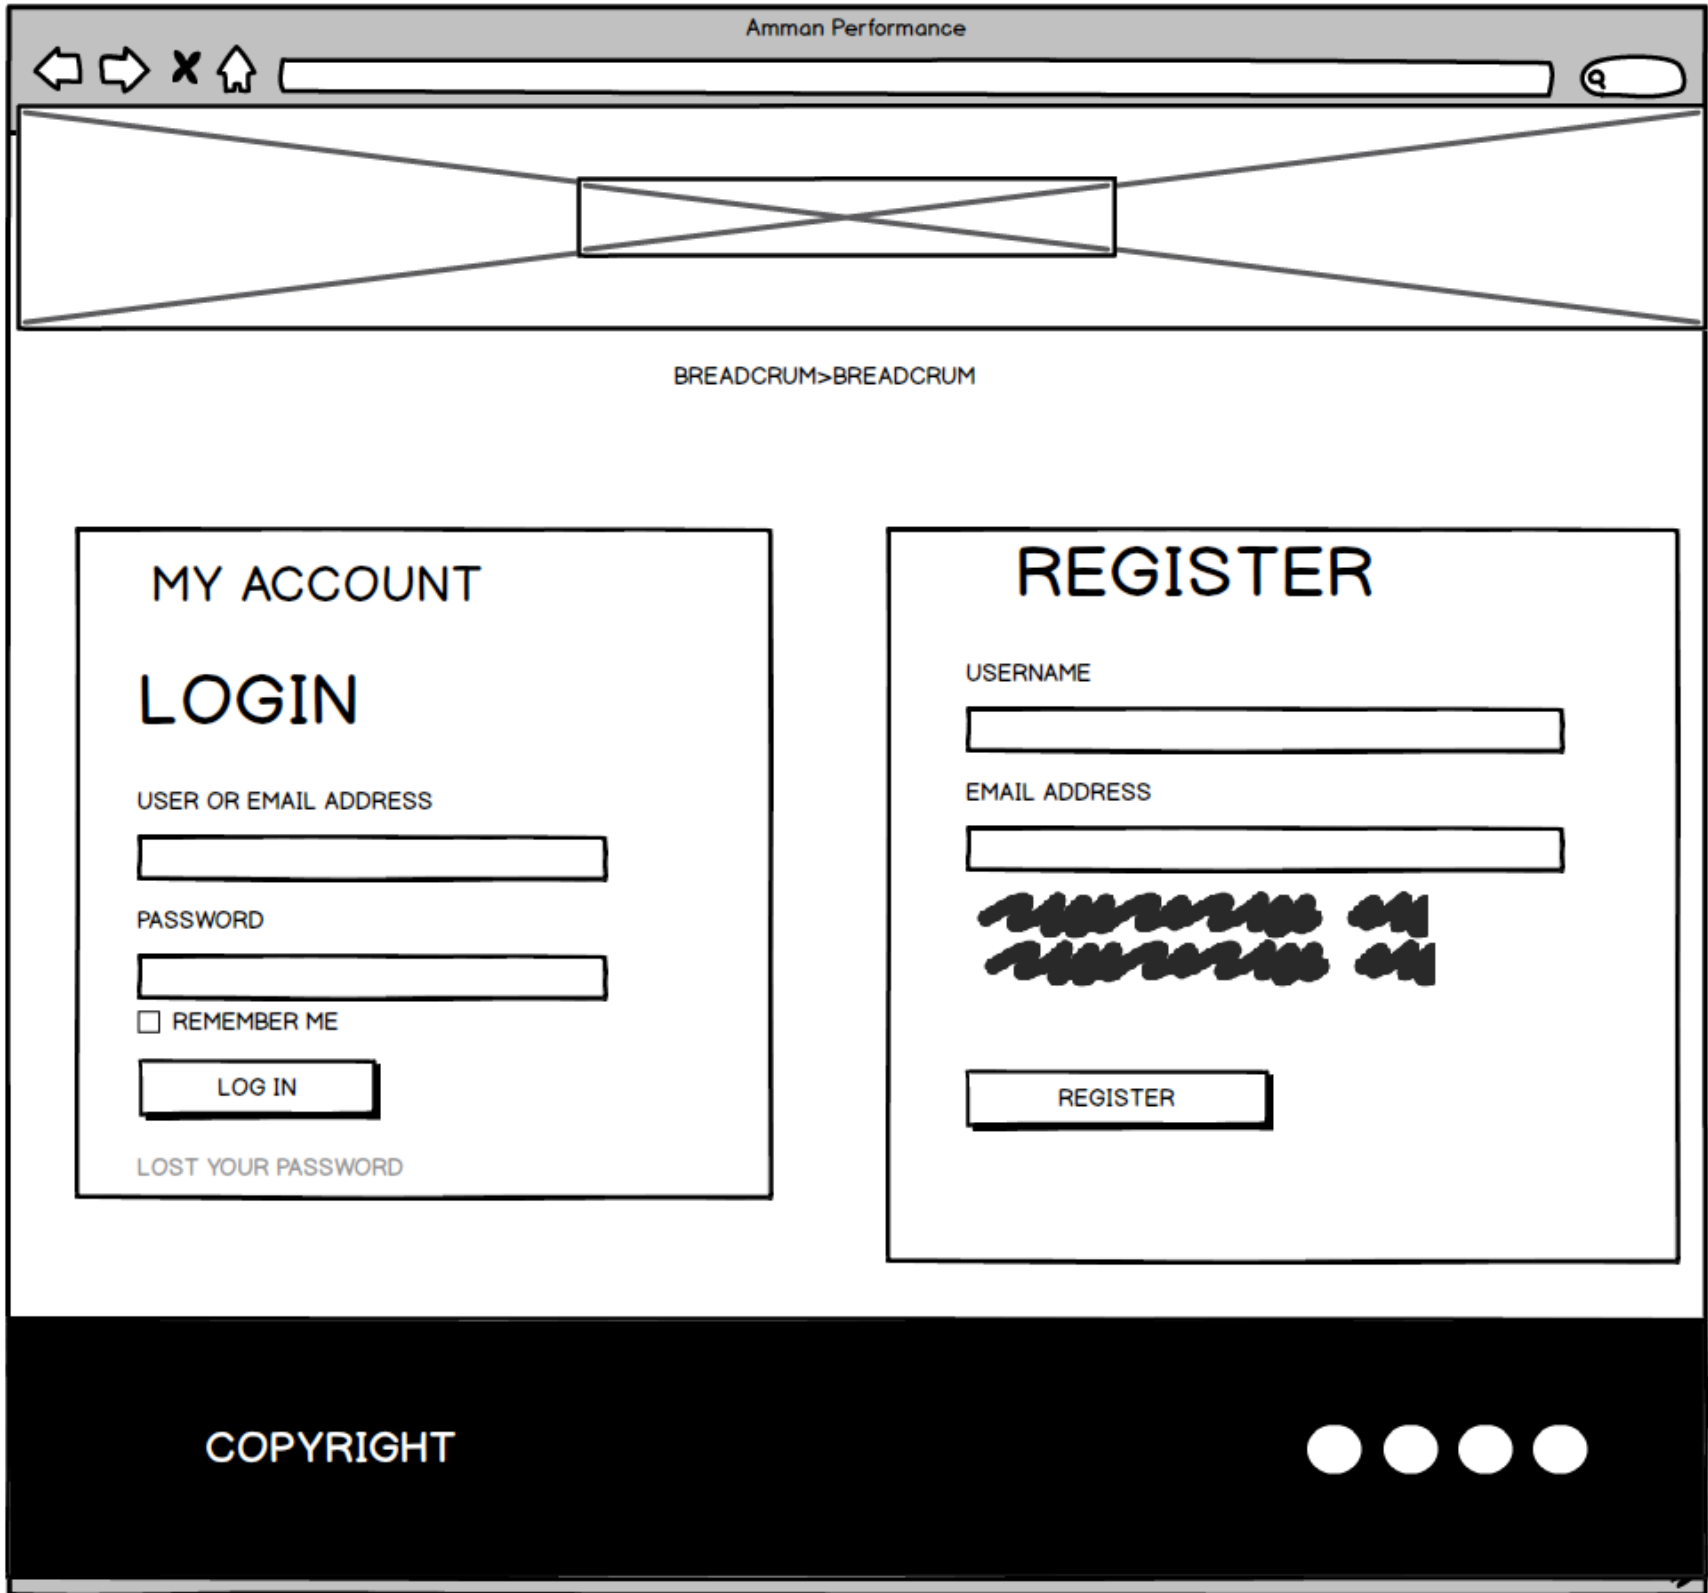 Amman Performance
BREADCRUM>BREADCRUM
MY ACCOUNT
LOGIN
USER OR EMAIL ADDRESS
PASSWORD
REMEMBER ME
LOG IN
LOST YOUR PASSWORD
REGISTER
USERNAME
EMAIL ADDRESS
REGISTER
COPYRIGHT